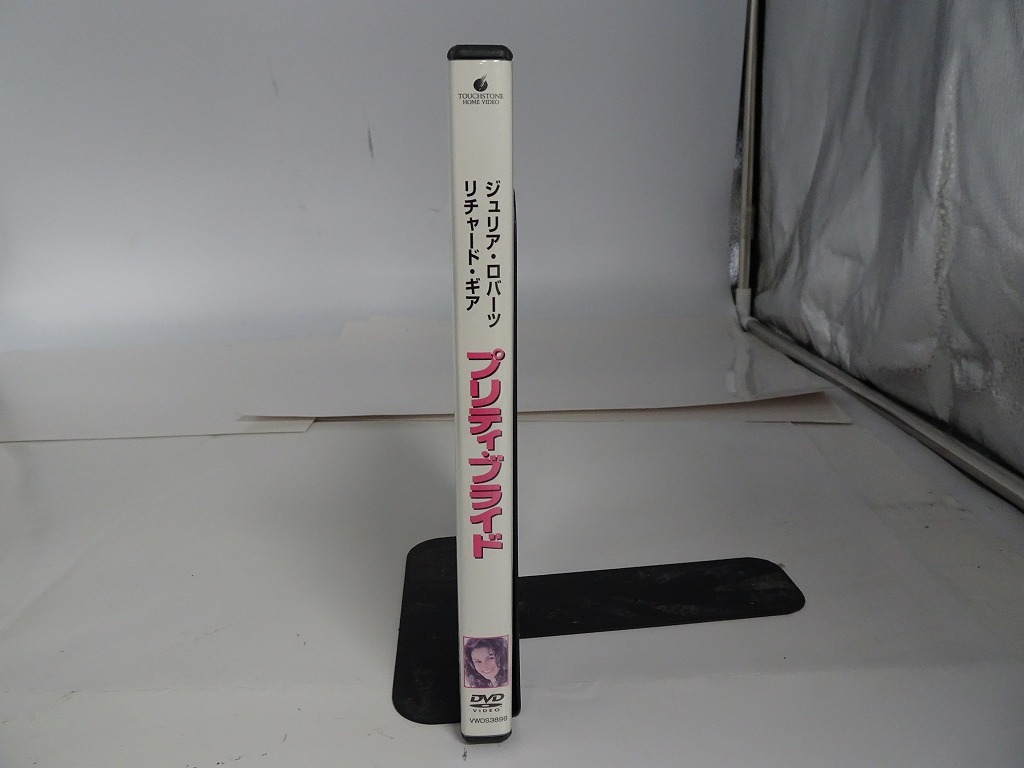 TOUCHSTONE
HOME VIDEO
ジュリア・ロバーツ
リチャード・ギア
プリティ・ブライド
DVD
VIDEO
VWDS3896